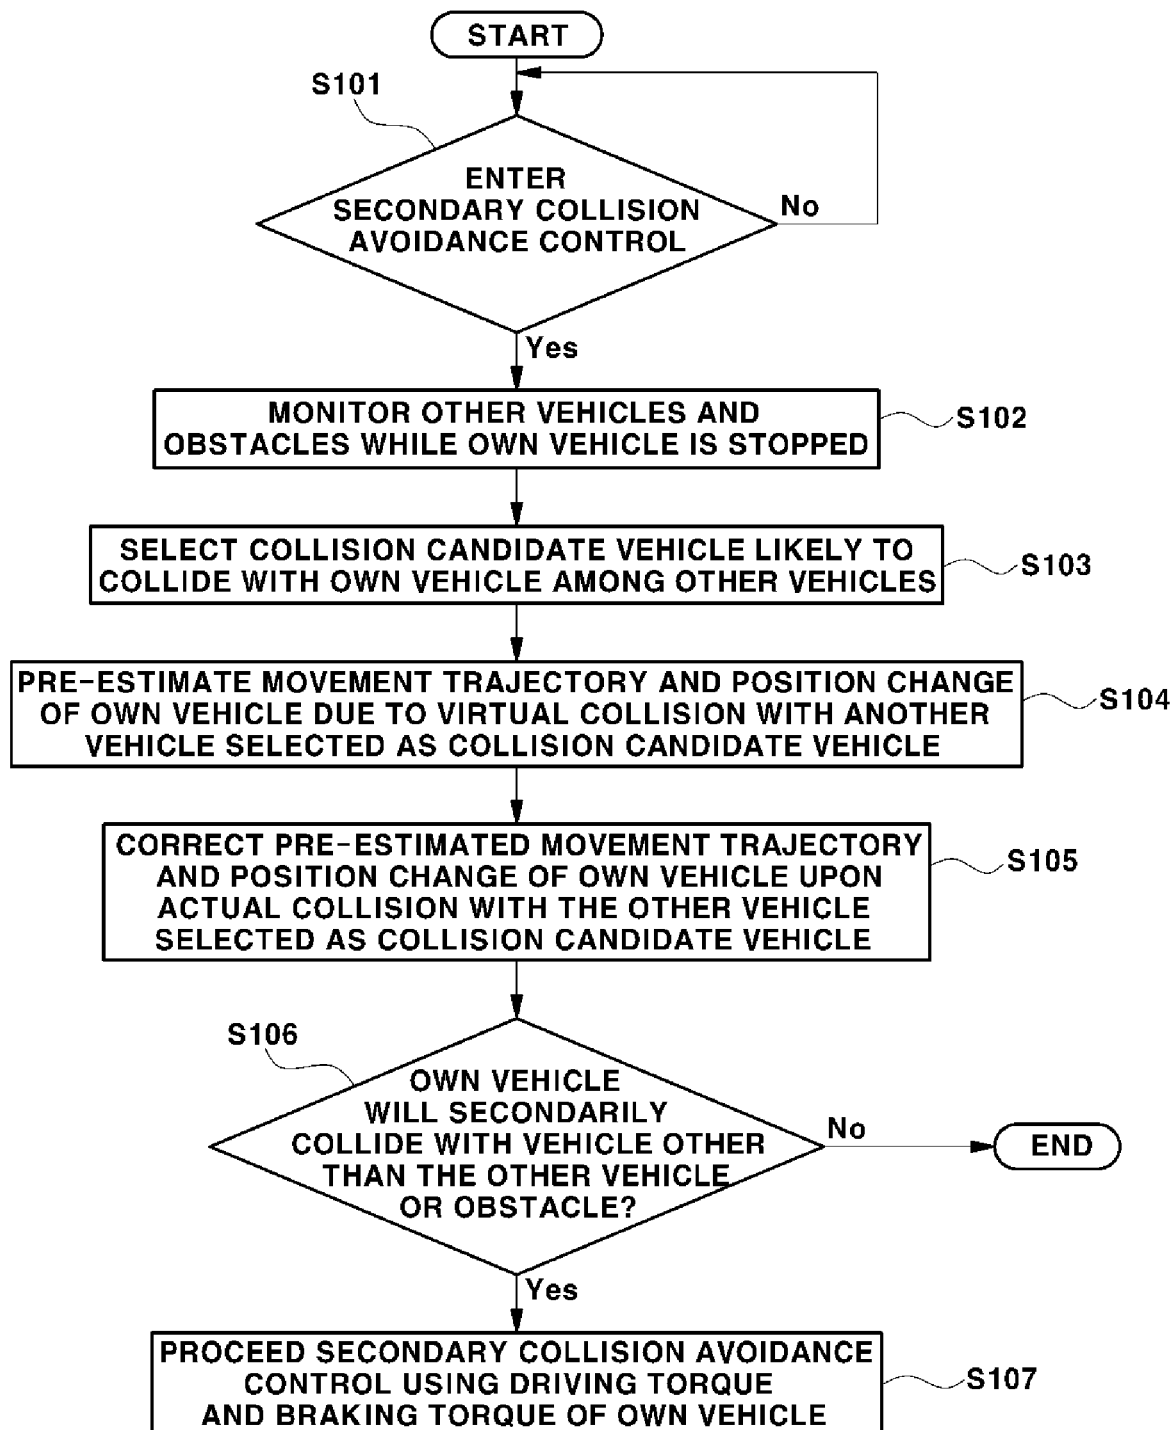 START
S101
ENTER
SECONDARY COLLISION
AVOIDANCE CONTROL
No
Yes
MONITOR OTHER VEHICLES AND
OBSTACLES WHILE OWN VEHICLE IS STOPPED
S102
SELECT COLLISION CANDIDATE VEHICLE LIKELY TO
COLLIDE WITH OWN VEHICLE AMONG OTHER VEHICLES
S103
PRE-ESTIMATE MOVEMENT TRAJECTORY AND POSITION CHANGE
OF OWN VEHICLE DUE TO VIRTUAL COLLISION WITH ANOTHER
VEHICLE SELECTED AS COLLISION CANDIDATE VEHICLE
S104
CORRECT PRE-ESTIMATED MOVEMENT TRAJECTORY
AND POSITION CHANGE OF OWN VEHICLE UPON
ACTUAL COLLISION WITH THE OTHER VEHICLE
SELECTED AS COLLISION CANDIDATE VEHICLE
S105
S106
OWN VEHICLE
WILL SECONDARILY
COLLIDE WITH VEHICLE OTHER
THAN THE OTHER VEHICLE
OR OBSTACLE?
No
END
Yes
PROCEED SECONDARY COLLISION AVOIDANCE
CONTROL USING DRIVING TORQUE
AND BRAKING TORQUE OF OWN VEHICLE
S107